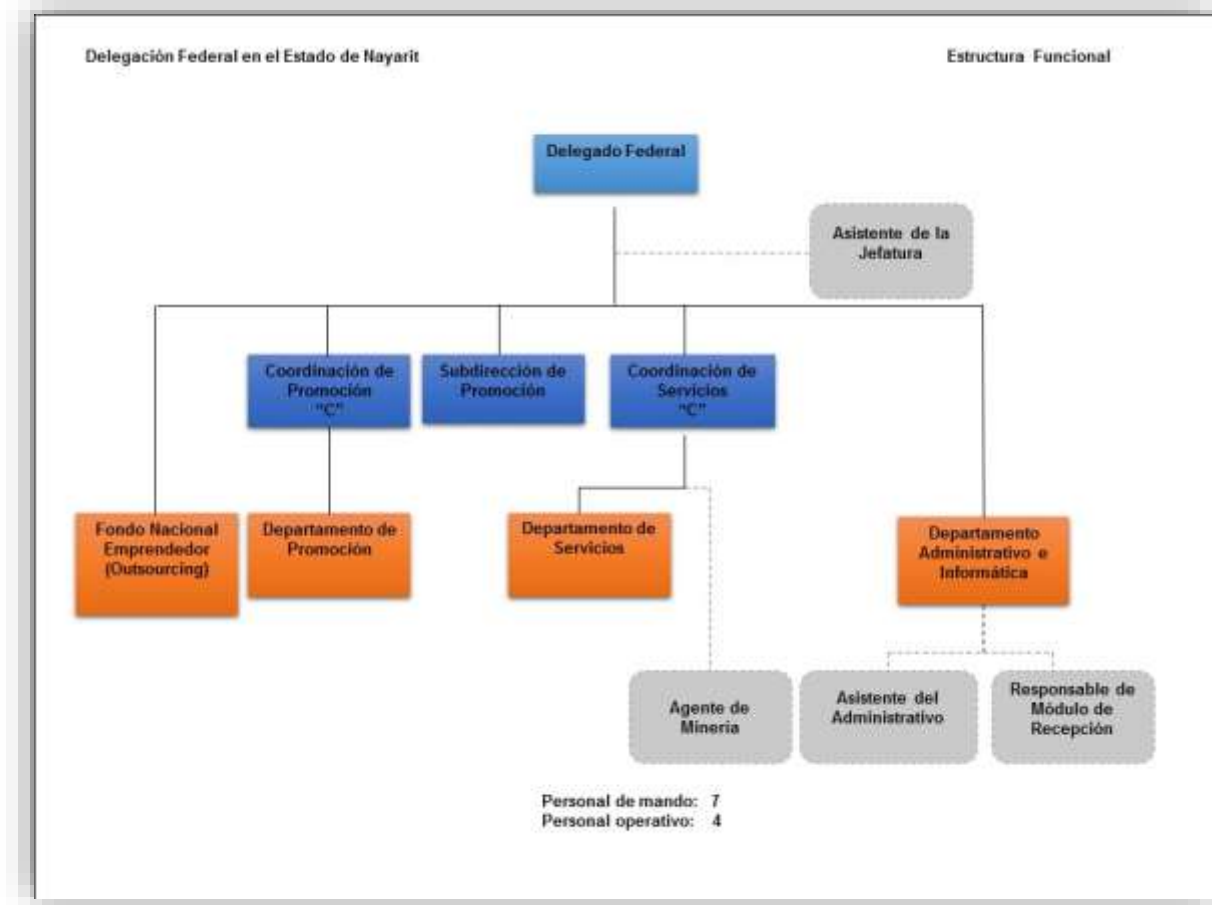 Delegación Federal en el Estado de Nayarit
Estructura Funcional
Delegado Federal
Asistente de la
Jefatura
Coordinación de
Promoción
"C"
Subdirección de
Promoción
Coordinación de
Servicios
"C"
Fondo Nacional
Emprendedor
(Outsourcing)
Departamento de
Promoción
Departamento de
Servicios
Departamento
Administrativo e
Informática
Agente de
Minería
Asistente del
Administrativo
Responsable de
Módulo de
Recepción
Personal de mando: 7
Personal operativo: 4